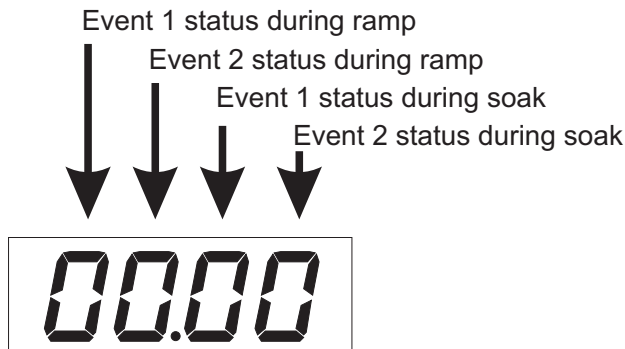 Event 1 status during ramp
Event 2 status during ramp
Event 1 status during soak
Event 2 status during soak
00.00